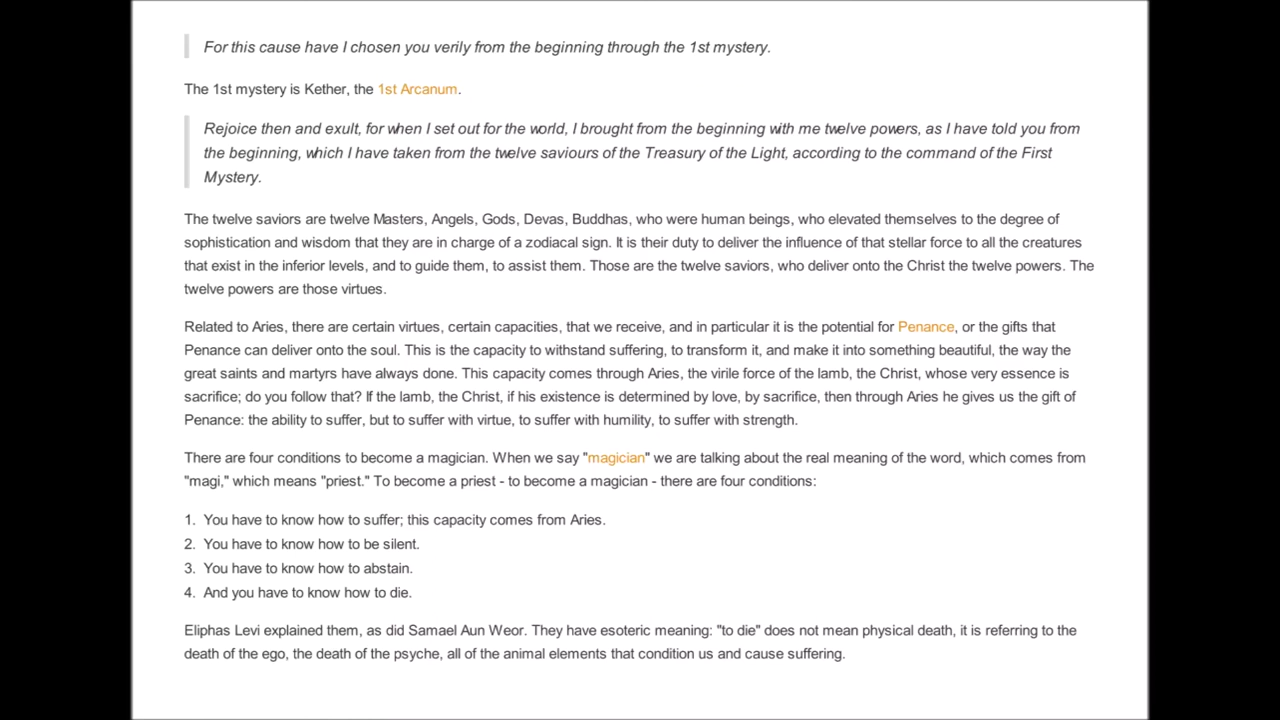 For this cause have I chosen you verily from the beginning through the 1st mystery.
The 1st mystery is Kether, the 1st Arcanum.
Rejoice then and exult, for when I set out for the world, I brought from the beginning with me twelve powers, as I have told you from
the beginning, which I have taken from the twelve saviours of the Treasury of the Light, according to the command of the First
Mystery.
The twelve saviors are twelve Masters, Angels, Gods, Devas, Buddhas, who were human beings, who elevated themselves to the degree of
sophistication and wisdom that they are in charge of a zodiacal sign. It is their duty to deliver the influence of that stellar force to all the creatures
that exist in the inferior levels, and to guide them, to assist them. Those are the twelve saviors, who deliver onto the Christ the twelve powers. The
twelve powers are those virtues.
Related to Aries, there are certain virtues, certain capacities, that we receive, and in particular it is the potential for Penance, or the gifts that
Penance can deliver onto the soul. This is the capacity to withstand suffering, to transform it, and make it into something beautiful, the way the
great saints and martyrs have always done. This capacity comes through Aries, the virile force of the lamb, the Christ, whose very essence is
sacrifice; do you follow that? If the lamb, the Christ, if his existence is determined by love, by sacrifice, then through Aries he gives us the gift of
Penance: the ability to suffer, but to suffer with virtue, to suffer with humility, to suffer with strength.
There are four conditions to become a magician. When we say "magician" we are talking about the real meaning of the word, which comes from
"magi," which means "priest." To become a priest - to become a magician - there are four conditions:
1. You have to know how to suffer; this capacity comes from Aries.
2. You have to know how to be silent.
3. You have to know how to abstain.
4. And you have to know how to die.
Eliphas Levi explained them, as did Samael Aun Weor. They have esoteric meaning: "to die" does not mean physical death, it is referring to the
death of the ego, the death of the psyche, all of the animal elements that condition us and cause suffering.